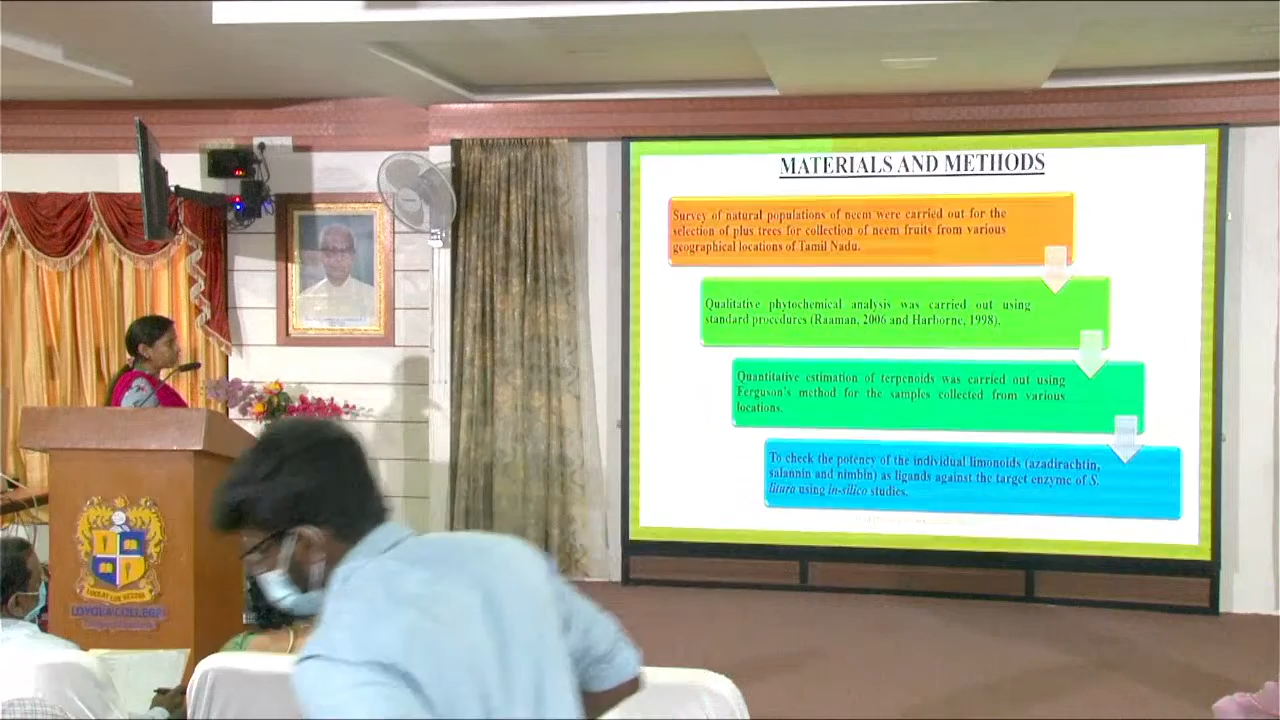 MATERIALS AND METHODS
Survey of natural populations of neem were carried out for the
selection of plus trees for collection of neem fruits from various
geographical locations of Tamil Nadu.
Qualitative phytochemical analysis was carried out using
standard procedures (Raaman, 2006 and Harborne, 1998).
Quantitative estimation of terpenoids was carried out using
Ferguson's method for the samples collected from various
locations.
To check the potency of the individual limonoids (azadirachtin,
salannin and nimbin) as ligands against the target enzyme of S.
litura using in-silico studies.
LOYOLA COLLEGE